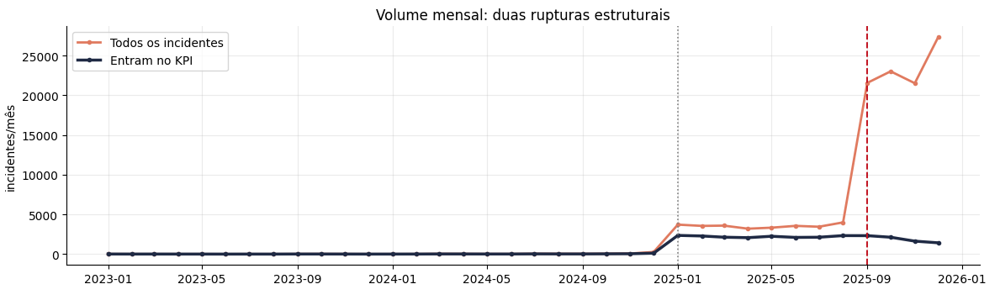 Volume mensal: duas rupturas estruturais
Todos os incidentes
Entram no KPI
incidentes/mês
25000
20000
15000
10000
5000
0
2023-01 2023-05 2023-09 2024-01 2024-05 2024-09 2025-01 2025-05 2025-09 2026-01